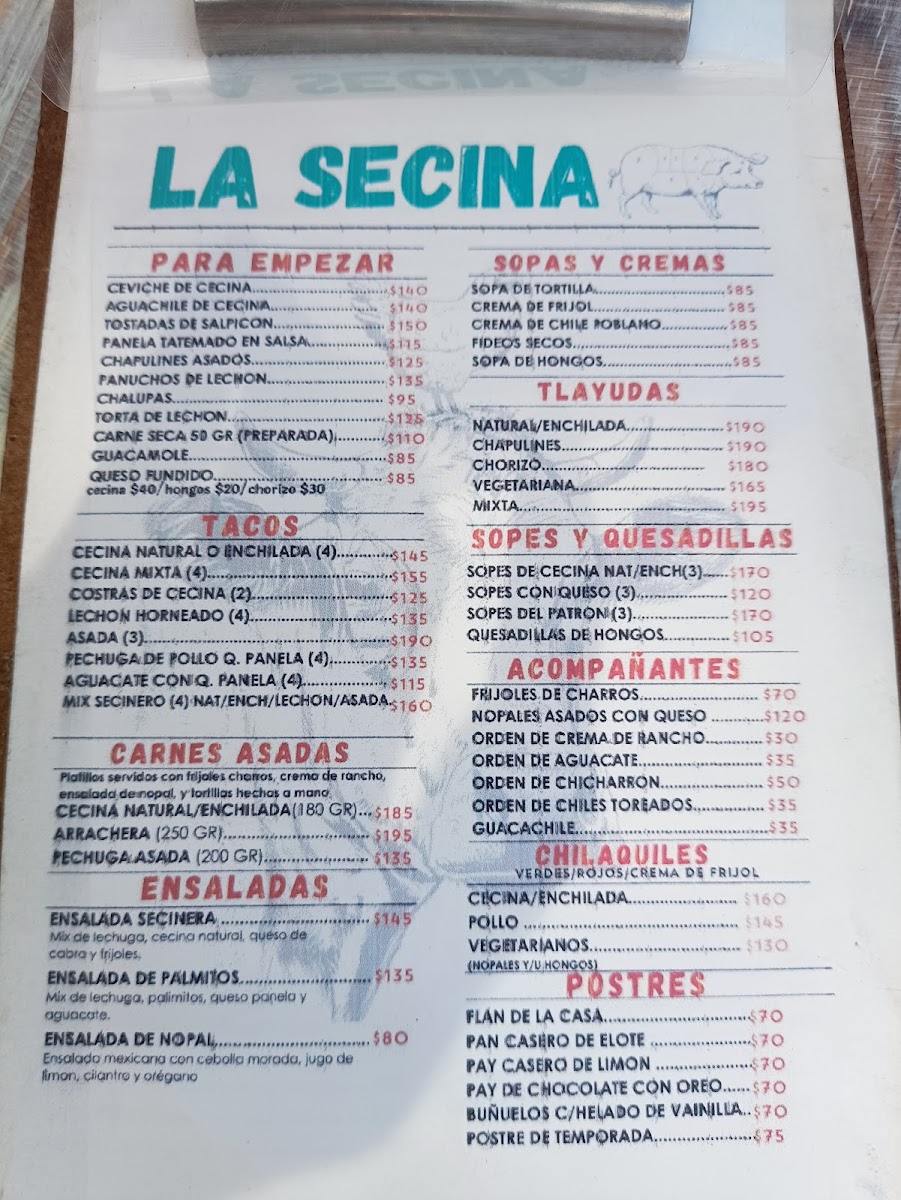 LA SECINA
PARA EMPEZAR
CEVICHE DE CECINA..........$140
AGUACHILE DE CECINA..........$140
TOSTADAS DE SALPICON..........$150
PANELA TATEMADO EN SALSA..........$115
CHAPULINES ASADOS..........$125
PANUCHOS DE LECHON..........$135
CHALUPAS..........$95
TORTA DE LECHON..........$125
CARNE SECA 50 GR (PREPARADA)..........$110
GUACAMOLE..........$85
QUESO FUNDIDO..........$85
cecina $40/hongos $20/chorizo $30
TACOS
CECINA NATURAL O ENCHILADA (4)..........$145
CECINA MIXTA (4)..........$155
COSTRAS DE CECINA (2)..........$125
LECHON HORNEADO (4)..........$135
ASADA (3)..........$190
PECHUGA DE POLLO Q. PANELA (4)..........$135
AGUACATE CON Q. PANELA (4)..........$115
MIX SECINERO (4) NAT/ENCH/LECHON/ASADA.$160
CARNES ASADAS
Platillos servidos con frijoles charros, crema de rancho,
ensalada de nopal, y tortillas hechas a mano.
CECINA NATURAL/ENCHILADA(180 GR)...$185
ARRACHERA (250 GR)..........$195
PECHUGA ASADA (200 GR)..........$135
ENSALADAS
ENSALADA SECINERA ..........$145
Mix de lechuga, cecina natural, queso de
cabra y frijoles.
ENSALADA DE PALMITOS..........$135
Mix de lechuga, palimitos, queso panela y
aguacate.
ENSALADA DE NOPAL..........$80
Ensalada mexicana con cebolla morada, jugo de
limon, cilantro y orégano
SOPAS Y CREMAS
SOPA DE TORTILLA..........$85
CREMA DE FRIJOL..........$85
CREMA DE CHILE POBLANO..........$85
FIDEOS SECOS..........$85
SOPA DE HONGOS..........$85
TLAYUDAS
NATURAL/ENCHILADA..........$190
CHAPULINES..........$190
CHORIZO..........$180
VEGETARIANA..........$165
MIXTA..........$195
SOPES Y QUESADILLAS
SOPES DE CECINA NAT/ENCH(3)......$170
SOPES CON QUESO (3)..........$120
SOPES DEL PATRON (3)..........$170
QUESADILLAS DE HONGOS..........$105
ACOMPAÑANTES
FRIJOLES DE CHARROS..........$70
NOPALES ASADOS CON QUESO ..........$120
ORDEN DE CREMA DE RANCHO..........$30
ORDEN DE AGUACATE..........$35
ORDEN DE CHICHARRON..........$50
ORDEN DE CHILES TOREADOS..........$35
GUACACHILE..........$35
CHILAQUILES
VERDES/ROJOS/CREMA DE FRIJOL
CECINA/ENCHILADA..........$160
POLLO ..........$145
VEGETARIANOS..........$130
(NOPALES Y/U HONGOS)
POSTRES
FLAN DE LA CASA..........$70
PAN CASERO DE ELOTE ..........$70
PAY CASERO DE LIMON ..........$70
PAY DE CHOCOLATE CON OREO......$70
BUÑUELOS C/HELADO DE VAINILLA..$70
POSTRE DE TEMPORADA..........$75